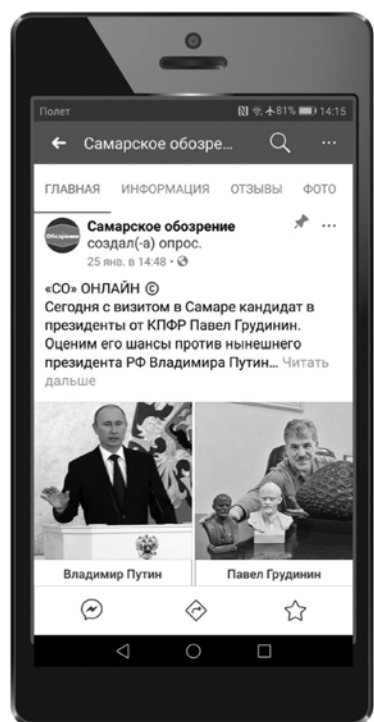 Полет 81% 14:15
Самарское обозре...
ГЛАВНАЯ ИНФОРМАЦИЯ ОТЗЫВЫ ФОТО
Обозрение
Самарское обозрение
создал(-а) опрос.
25 янв. в 14:48 •
«СО» ОНЛАЙН ©
Сегодня с визитом в Самаре кандидат в
президенты от КПФР Павел Грудинин.
Оценим его шансы против нынешнего
президента РФ Владимира Путин... Читать
дальше
Владимир Путин Павел Грудинин